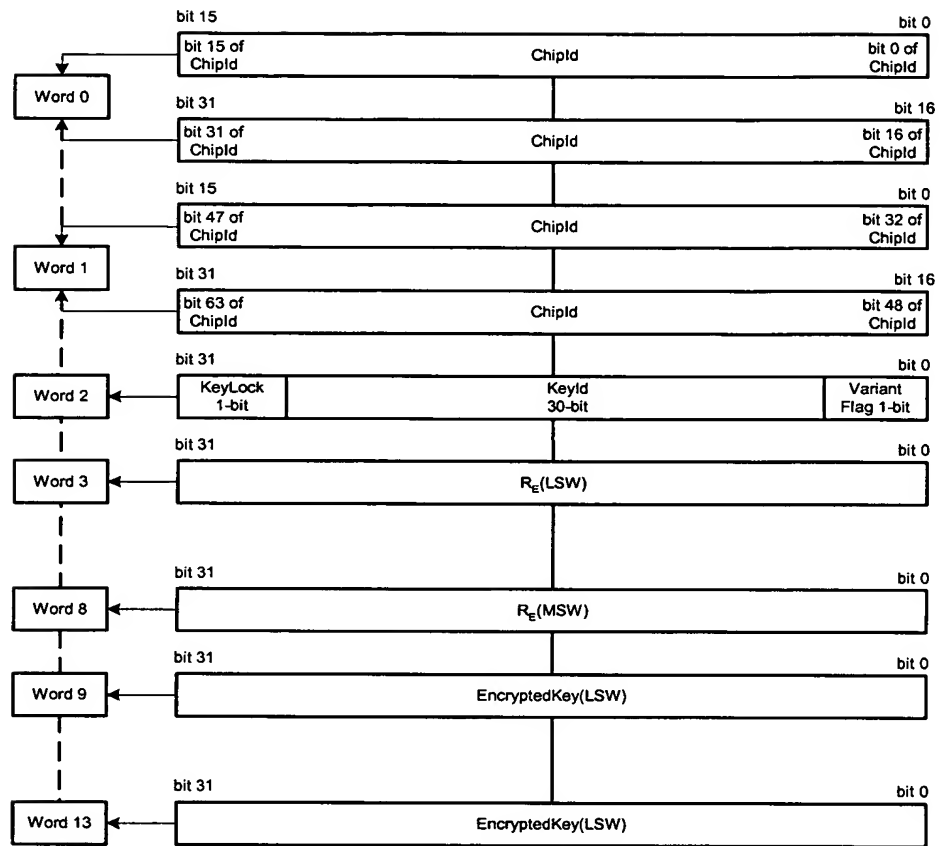 bit 15 bit 0
bit 15 of ChipId ChipId bit 0 of ChipId
Word 0
bit 31 bit 16
bit 31 of ChipId ChipId bit 16 of ChipId
bit 15 bit 0
bit 47 of ChipId ChipId bit 32 of ChipId
Word 1
bit 31 bit 16
bit 63 of ChipId ChipId bit 48 of ChipId
bit 31 bit 0
Word 2
KeyLock 1-bit KeyId 30-bit Variant Flag 1-bit
bit 31 bit 0
Word 3 RE(LSW)
bit 31 bit 0
Word 8 RE(MSW)
bit 31 bit 0
Word 9 EncryptedKey(LSW)
bit 31 bit 0
Word 13 EncryptedKey(LSW)